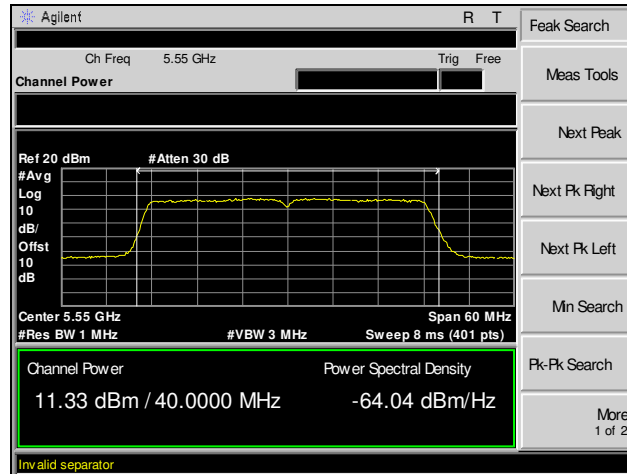 Agilent R T
Ch Freq 5.55 GHz Trig Free
Channel Power
Ref 20 dBm #Atten 30 dB
#Avg
Log
10
dB/
Offst
10
dB
Center 5.55 GHz Span 60 MHz
#Res BW 1 MHz #VBW 3 MHz Sweep 8 ms (401 pts)
Channel Power Power Spectral Density
11.33 dBm / 40.0000 MHz -64.04 dBm/Hz
Invalid separator
Peak Search
Meas Tools
Next Peak
Next Pk Right
Next Pk Left
Min Search
Pk-Pk Search
More
1 of 2